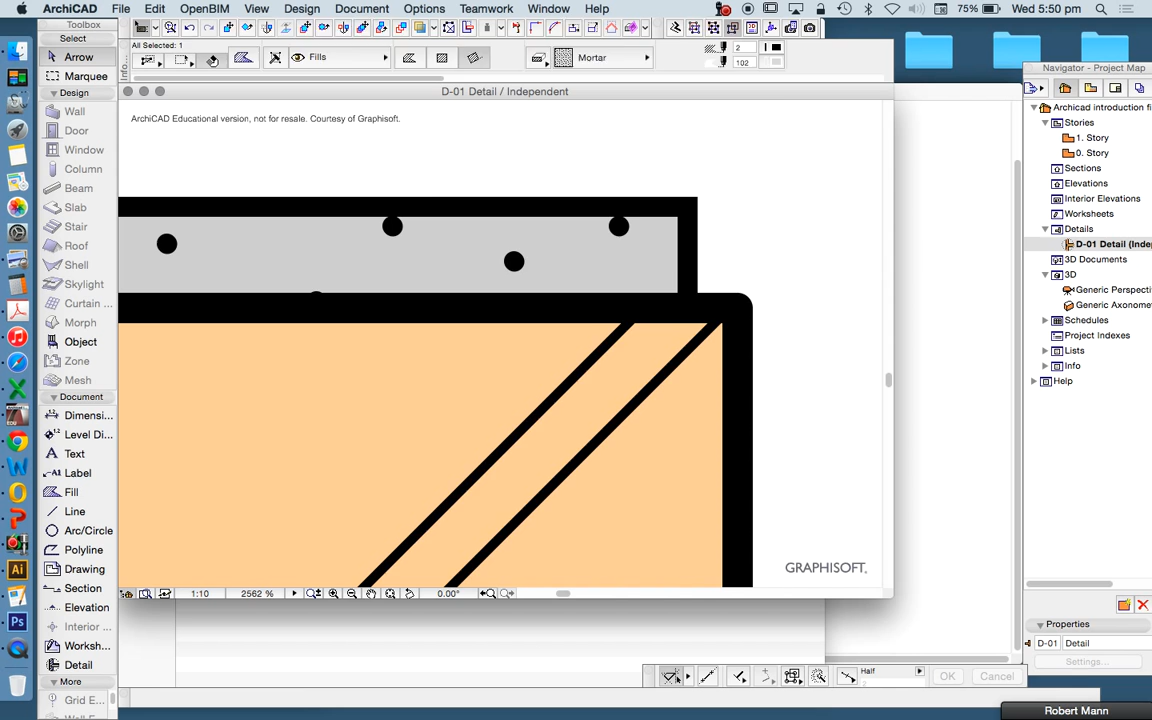 ArchiCAD File Edit OpenBIM View Design Document Options Teamwork Window Help 75% Wed 5:50 pm
Toolbox
Select
Arrow
Marquee
Design
Wall
Door
Window
Column
Beam
Slab
Stair
Roof
Shell
Skylight
Curtain ...
Morph
Object
Zone
Mesh
Document
Dimensi...
Level Di...
Text
Label
Fill
Line
Arc/Circle
Polyline
Drawing
Section
Elevation
Interior ...
Worksh...
Detail
More
Grid E...
All Selected: 1
Fills
Mortar
2
102
D-01 Detail / Independent
ArchiCAD Educational version, not for resale. Courtesy of Graphisoft.
GRAPHISOFT.
1:10 2562 % 0.00°
Half
OK Cancel
Navigator - Project Map
Archicad introduction fi
Stories
1. Story
0. Story
Sections
Elevations
Interior Elevations
Worksheets
Details
D-01 Detail (Inde
3D Documents
3D
Generic Perspecti
Generic Axonome
Schedules
Project Indexes
Lists
Info
Help
Properties
D-01 Detail
Settings...
Robert Mann